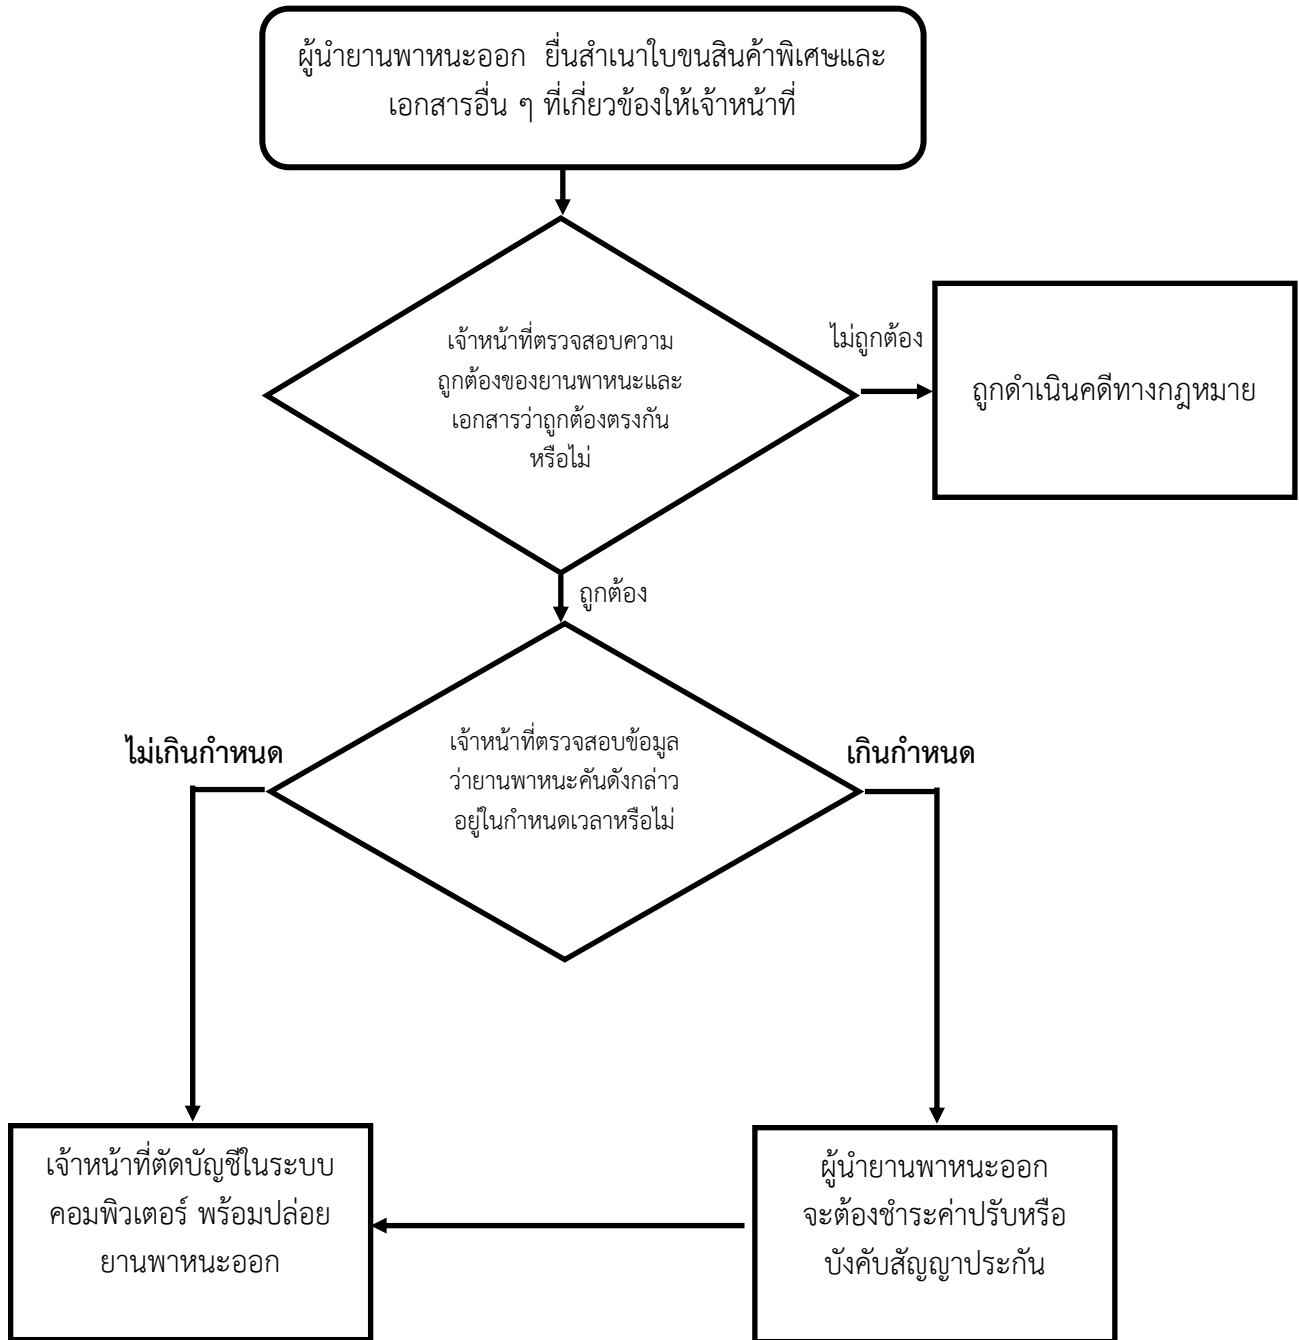 ผู้นำยานพาหนะออก ยื่นสำเนาใบขนสินค้าพิเศษและ
เอกสารอื่น ๆ ที่เกี่ยวข้องให้เจ้าหน้าที่
เจ้าหน้าที่ตรวจสอบความ
ถูกต้องของยานพาหนะและ
เอกสารว่าถูกต้องตรงกัน
หรือไม่
ไม่ถูกต้อง
ถูกดำเนินคดีทางกฎหมาย
ถูกต้อง
เจ้าหน้าที่ตรวจสอบข้อมูล
ว่ายานพาหนะคันดังกล่าว
อยู่ในกำหนดเวลาหรือไม่
ไม่เกินกำหนด
เกินกำหนด
เจ้าหน้าที่ตัดบัญชีในระบบ
คอมพิวเตอร์ พร้อมปล่อย
ยานพาหนะออก
ผู้นำยานพาหนะออก
จะต้องชำระค่าปรับหรือ
บังคับสัญญาประกัน